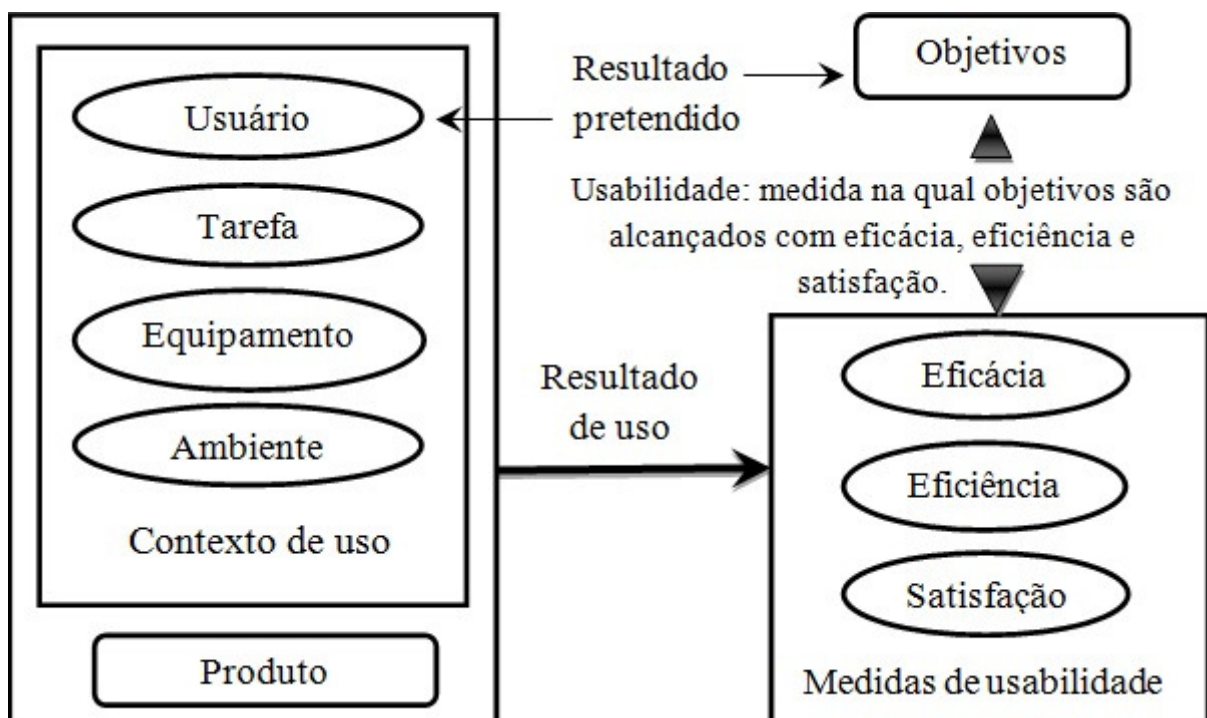 Usuário
Tarefa
Equipamento
Ambiente
Contexto de uso
Produto
Resultado
pretendido
Objetivos
Usabilidade: medida na qual objetivos são
alcançados com eficácia, eficiência e
satisfação.
Resultado
de uso
Eficácia
Eficiência
Satisfação
Medidas de usabilidade